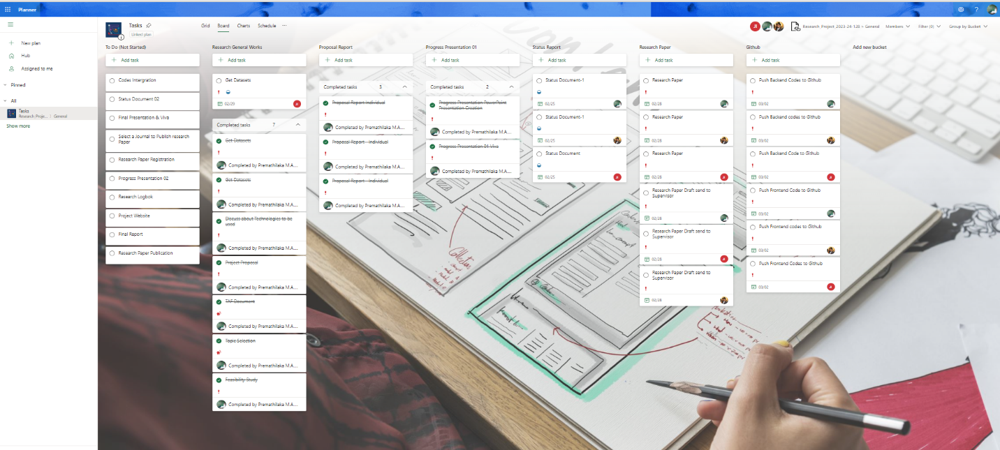 Planner
New plan
Hub
Assigned to me
Pinned
All
Tasks
Research_Proje... : General
Show more
Tasks
Linked plan
Grid
Board
Charts
Schedule
···
JI
Research_Project_2023-24-128 > General
Members
Filter (0)
Group by Bucket
To Do (Not Started)
Add task
Codes Intergration
Status Document 02
Final Presentation & Viva
Select a Journal to Publish research
Paper
Research Paper Registration
Progress Presentation 02
Research Logbok
Project Website
Final Report
Research Paper Publication
Research General Works
Add task
Get Datasets
02/29
JI
Completed tasks 7
Get Datasets
Completed by Premathilaka M.A...
Get Datasets
Completed by Premathilaka M.A...
Discuss about Technologies to be
used
Completed by Premathilaka M.A...
Project Proposal
Completed by Premathilaka M.A...
TAF Document
Completed by Premathilaka M.A...
Topic Selection
Completed by Premathilaka M.A...
Feasibility Study
Completed by Premathilaka M.A...
Proposal Report
Add task
Completed tasks 3
Proposal Report Individual
Completed by Premathilaka M.A...
Proposal Report - Individual
Completed by Premathilaka M.A...
Proposal Report - Individual
Completed by Premathilaka M.A...
Progress Presentation 01
Add task
Completed tasks 2
Progress Presentation PowerPoint
Presentation Creation
Completed by Premathilaka M.A...
Progress Presentation 01 Viva
Completed by Premathilaka M.A...
Status Report
Add task
Status Document-1
02/25
Status Document-1
02/25
Status Document
02/25
JI
Research Paper
Add task
Research Paper
02/28
Research Paper
02/28
Research Paper
02/28
JI
Research Paper Draft send to
Supervisor
02/28
Research Paper Draft send to
Supervisor
02/28
JI
Research Paper Draft send to
Supervisor
02/28
Github
Add task
Push Backend Codes to Github
03/02
Push Backend codes to Github
03/02
Push Backend Code to Github
03/02
JI
Push Frontend Code to Github
03/02
Push Frontend codes to Github
03/02
Push Frontend Codes to Github
03/02
JI
Add new bucket